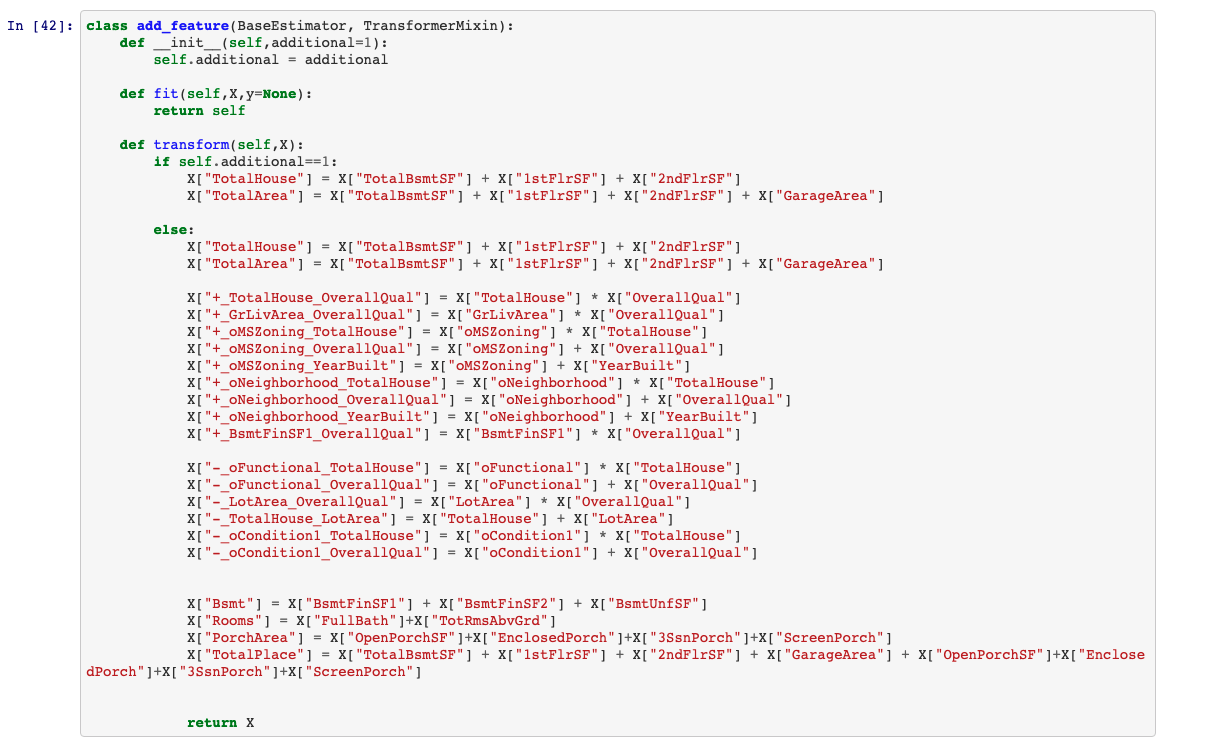 In [42]: class add_feature(BaseEstimator, TransformerMixin):
    def __init__(self,additional=1):
        self.additional = additional

    def fit(self,X,y=None):
        return self

    def transform(self,X):
        if self.additional==1:
            X["TotalHouse"] = X["TotalBsmtSF"] + X["1stFlrSF"] + X["2ndFlrSF"]
            X["TotalArea"] = X["TotalBsmtSF"] + X["1stFlrSF"] + X["2ndFlrSF"] + X["GarageArea"]

        else:
            X["TotalHouse"] = X["TotalBsmtSF"] + X["1stFlrSF"] + X["2ndFlrSF"]
            X["TotalArea"] = X["TotalBsmtSF"] + X["1stFlrSF"] + X["2ndFlrSF"] + X["GarageArea"]

            X["+_TotalHouse_OverallQual"] = X["TotalHouse"] * X["OverallQual"]
            X["+_GrLivArea_OverallQual"] = X["GrLivArea"] * X["OverallQual"]
            X["+_oMSZoning_TotalHouse"] = X["oMSZoning"] * X["TotalHouse"]
            X["+_oMSZoning_OverallQual"] = X["oMSZoning"] + X["OverallQual"]
            X["+_oMSZoning_YearBuilt"] = X["oMSZoning"] + X["YearBuilt"]
            X["+_oNeighborhood_TotalHouse"] = X["oNeighborhood"] * X["TotalHouse"]
            X["+_oNeighborhood_OverallQual"] = X["oNeighborhood"] + X["OverallQual"]
            X["+_oNeighborhood_YearBuilt"] = X["oNeighborhood"] + X["YearBuilt"]
            X["+_BsmtFinSF1_OverallQual"] = X["BsmtFinSF1"] * X["OverallQual"]

            X["-_oFunctional_TotalHouse"] = X["oFunctional"] * X["TotalHouse"]
            X["-_oFunctional_OverallQual"] = X["oFunctional"] + X["OverallQual"]
            X["-_LotArea_OverallQual"] = X["LotArea"] * X["OverallQual"]
            X["-_TotalHouse_LotArea"] = X["TotalHouse"] + X["LotArea"]
            X["-_oCondition1_TotalHouse"] = X["oCondition1"] * X["TotalHouse"]
            X["-_oCondition1_OverallQual"] = X["oCondition1"] + X["OverallQual"]


            X["Bsmt"] = X["BsmtFinSF1"] + X["BsmtFinSF2"] + X["BsmtUnfSF"]
            X["Rooms"] = X["FullBath"]+X["TotRmsAbvGrd"]
            X["PorchArea"] = X["OpenPorchSF"]+X["EnclosedPorch"]+X["3SsnPorch"]+X["ScreenPorch"]
            X["TotalPlace"] = X["TotalBsmtSF"] + X["1stFlrSF"] + X["2ndFlrSF"] + X["GarageArea"] + X["OpenPorchSF"]+X["Enclose
dPorch"]+X["3SsnPorch"]+X["ScreenPorch"]


            return X